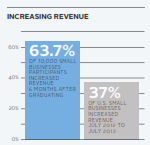 INCREASING REVENUE
60%
40%
20%
0%
63.7%
OF 10,000 SMALL
BUSINESSES
PARTICIPANTS
INCREASED
REVENUE
6 MONTHS AFTER
GRADUATING
37%
OF U.S. SMALL
BUSINESSES
INCREASED
REVENUE
JULY 2012 TO
JULY 2013